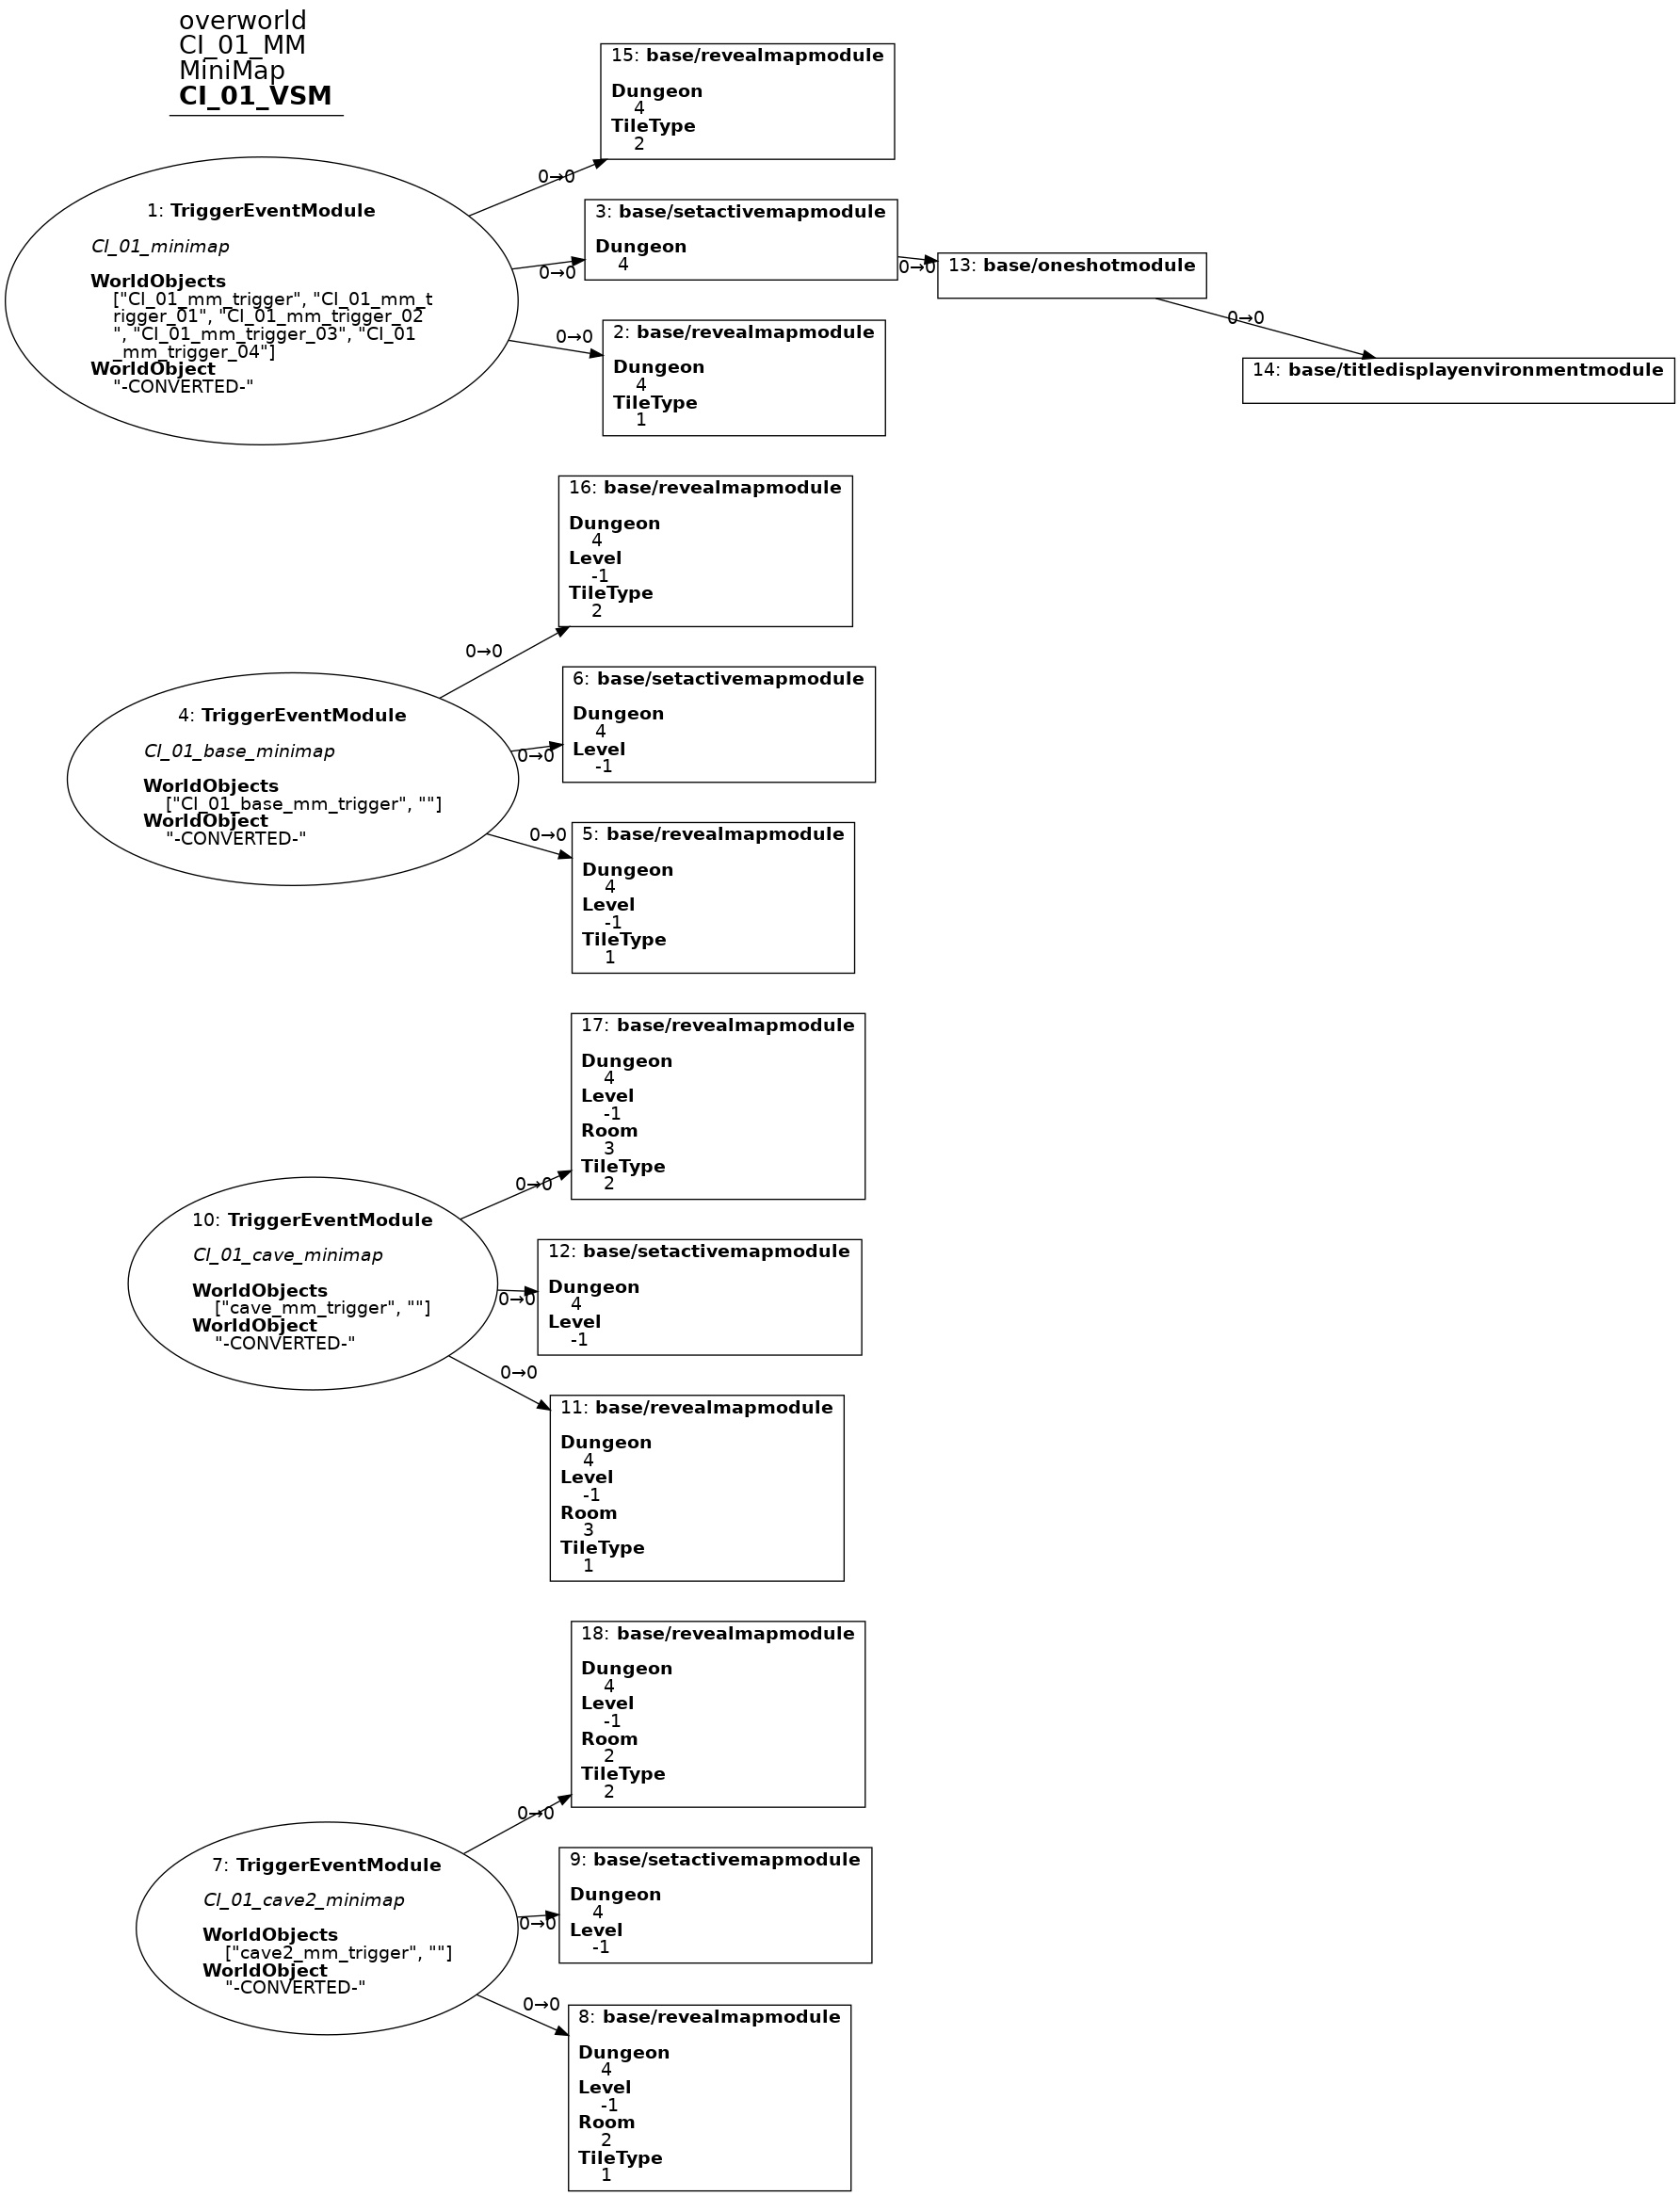 overworld
CI_01_MM
MiniMap
CI_01_VSM
15: base/revealmapmodule
Dungeon
4
TileType
2
0→0
1: TriggerEventModule
CI_01_minimap
WorldObjects
["CI_01_mm_trigger", "CI_01_mm_t
rigger_01", "CI_01_mm_trigger_02
", "CI_01_mm_trigger_03", "CI_01
_mm_trigger_04"]
WorldObject
"-CONVERTED-"
0→0
3: base/setactivemapmodule
Dungeon
4
0→0
13: base/oneshotmodule
0→0
14: base/titledisplayenvironmentmodule
0→0
2: base/revealmapmodule
Dungeon
4
TileType
1
16: base/revealmapmodule
Dungeon
4
Level
-1
TileType
2
0→0
4: TriggerEventModule
CI_01_base_minimap
WorldObjects
["CI_01_base_mm_trigger", ""]
WorldObject
"-CONVERTED-"
0→0
6: base/setactivemapmodule
Dungeon
4
Level
-1
0→0
5: base/revealmapmodule
Dungeon
4
Level
-1
TileType
1
17: base/revealmapmodule
Dungeon
4
Level
-1
Room
3
TileType
2
0→0
10: TriggerEventModule
CI_01_cave_minimap
WorldObjects
["cave_mm_trigger", ""]
WorldObject
"-CONVERTED-"
0→0
12: base/setactivemapmodule
Dungeon
4
Level
-1
0→0
11: base/revealmapmodule
Dungeon
4
Level
-1
Room
3
TileType
1
18: base/revealmapmodule
Dungeon
4
Level
-1
Room
2
TileType
2
0→0
7: TriggerEventModule
CI_01_cave2_minimap
WorldObjects
["cave2_mm_trigger", ""]
WorldObject
"-CONVERTED-"
0→0
9: base/setactivemapmodule
Dungeon
4
Level
-1
0→0
8: base/revealmapmodule
Dungeon
4
Level
-1
Room
2
TileType
1